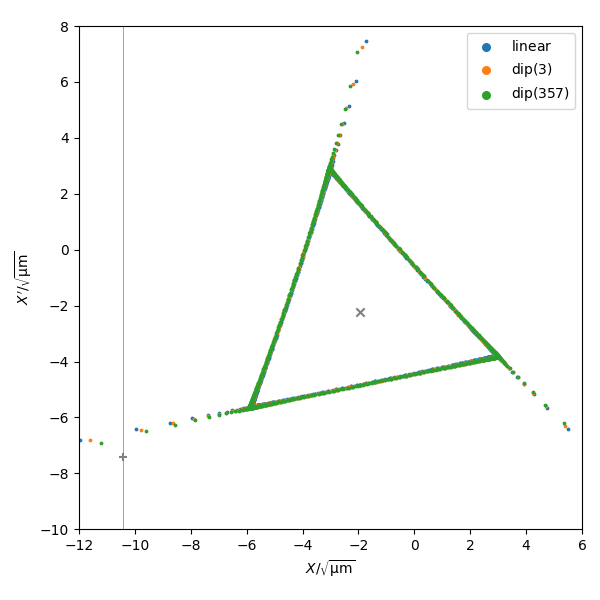 linear
dip(3)
dip(357)
8
6
4
2
0
−2
−4
−6
−8
−10
X′/√μm
−12 −10 −8 −6 −4 −2 0 2 4 6
X/√μm